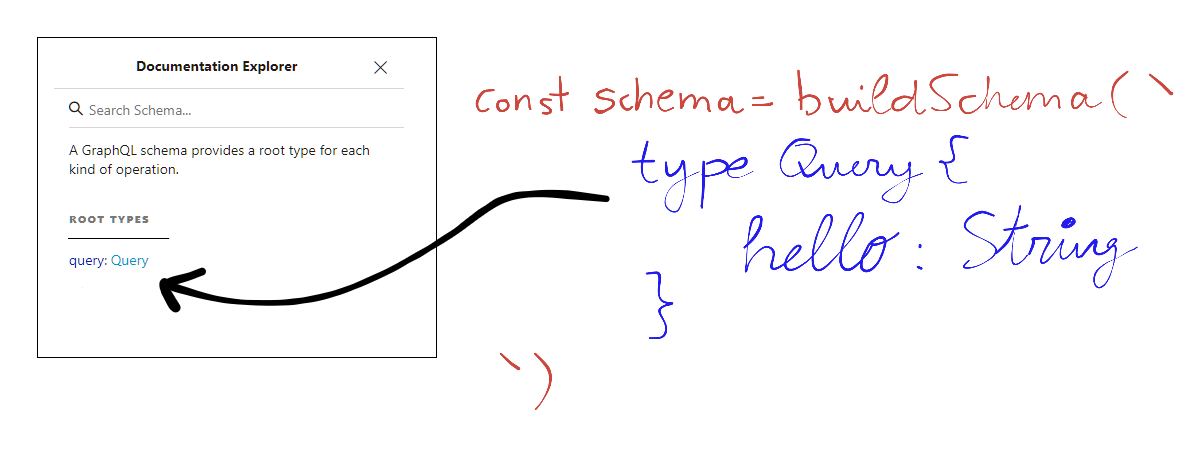 Documentation Explorer
Search Schema...
A GraphQL schema provides a root type for each
kind of operation.
ROOT TYPES
query: Query
const schema = buildSchema(`
type Query {
hello: String
}
`)